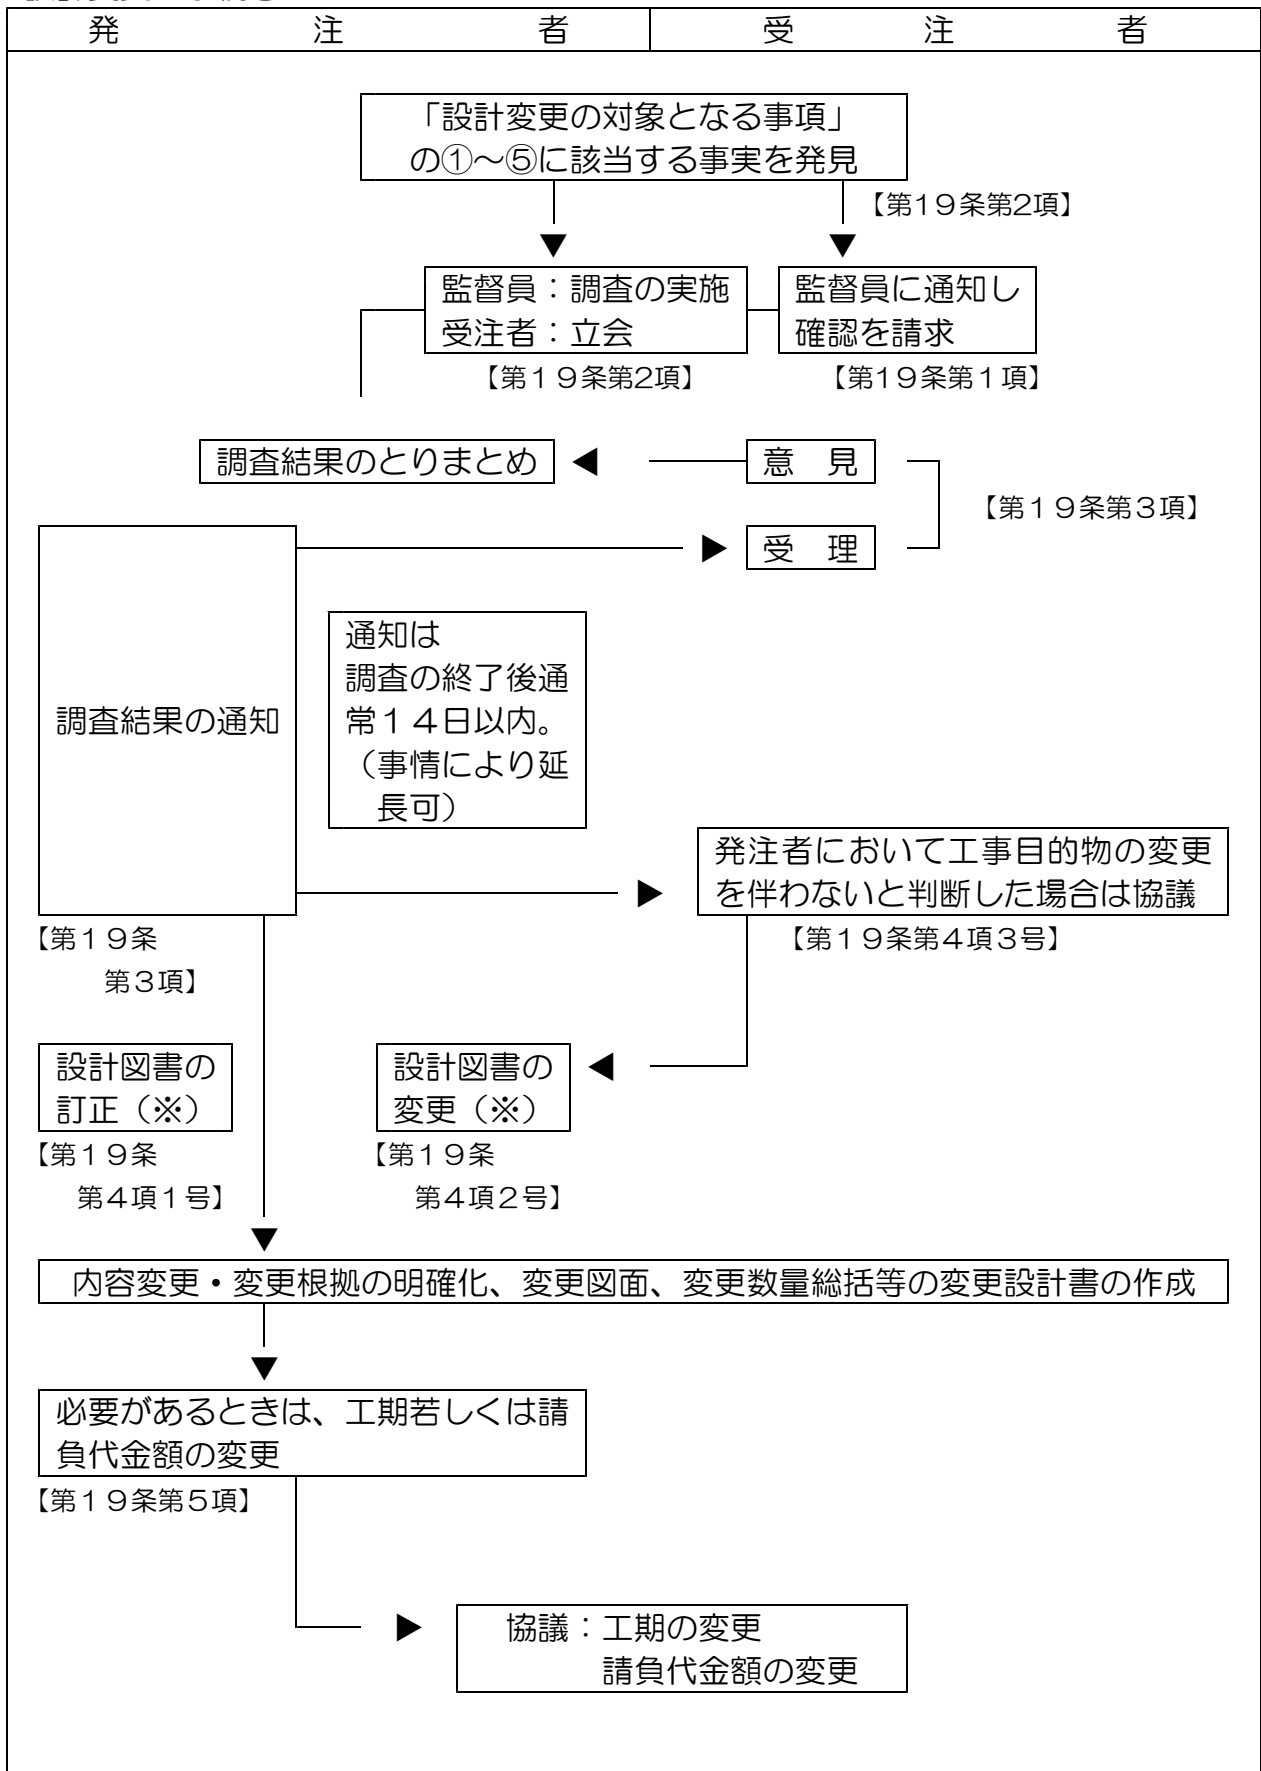 発注者
受注者
「設計変更の対象となる事項」
の①～⑤に該当する事実を発見
【第19条第2項】
監督員：調査の実施
受注者：立会
監督員に通知し
確認を請求
【第19条第2項】
【第19条第1項】
調査結果のとりまとめ
意　見
【第19条第3項】
受　理
調査結果の通知
通知は
調査の終了後通
常14日以内。
（事情により延
長可）
発注者において工事目的物の変更
を伴わないと判断した場合は協議
【第19条
第3項】
【第19条第4項3号】
設計図書の
訂正（※）
設計図書の
変更（※）
【第19条
第4項1号】
【第19条
第4項2号】
内容変更・変更根拠の明確化、変更図面、変更数量総括等の変更設計書の作成
必要があるときは、工期若しくは請
負代金額の変更
【第19条第5項】
協議：工期の変更
請負代金額の変更